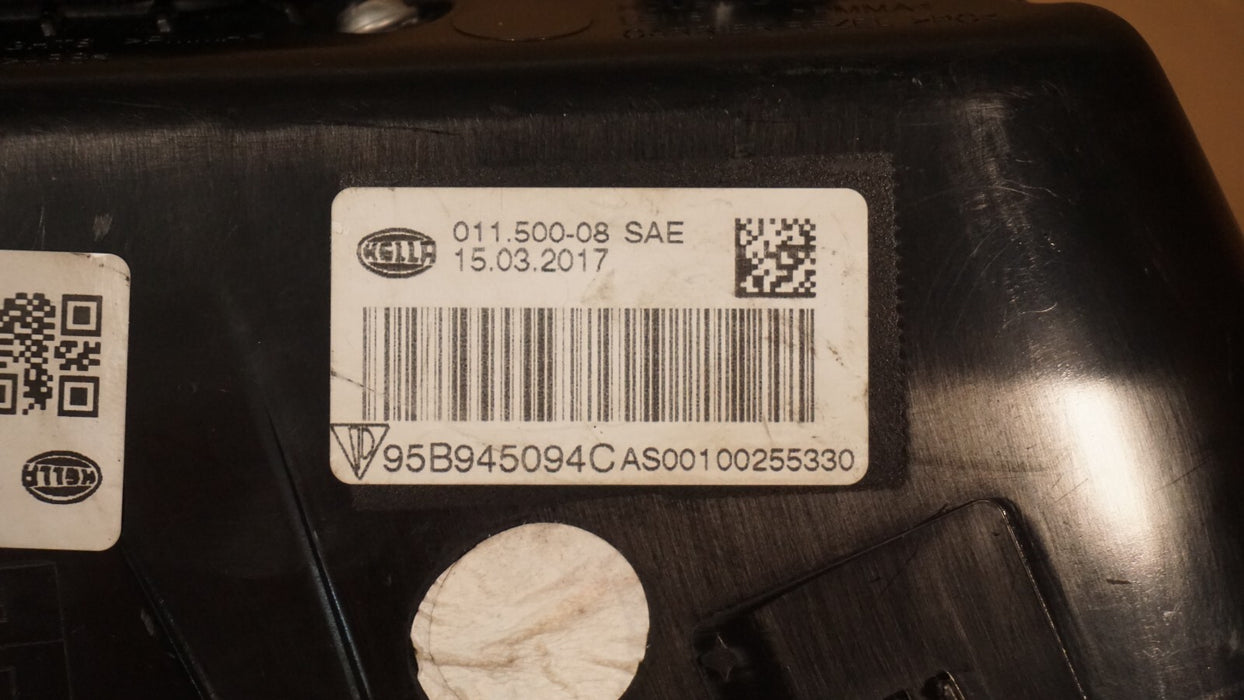 HELLA
011.500-08 SAE
15.03.2017
95B945094C AS00100255330
HELLA